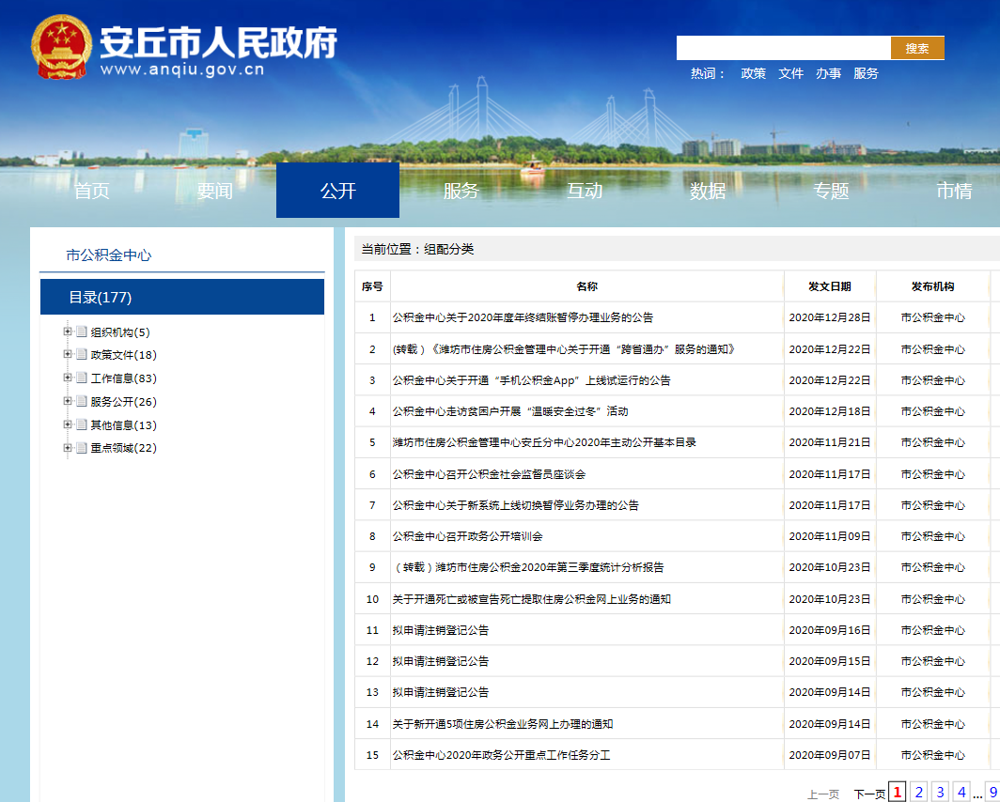 安丘市人民政府
www.anqiu.gov.cn
搜索
热词： 政策 文件 办事 服务
首页 要闻 公开 服务 互动 数据 专题 市情
市公积金中心
目录(177)
组织机构(5)
政策文件(18)
工作信息(83)
服务公开(26)
其他信息(13)
重点领域(22)
当前位置：组配分类
序号 名称 发文日期 发布机构
1 公积金中心关于2020年度年终结账暂停办理业务的公告 2020年12月28日 市公积金中心
2 (转载）《潍坊市住房公积金管理中心关于开通“跨省通办”服务的通知》 2020年12月22日 市公积金中心
3 公积金中心关于开通“手机公积金App”上线试运行的公告 2020年12月22日 市公积金中心
4 公积金中心走访贫困户开展“温暖安全过冬”活动 2020年12月18日 市公积金中心
5 潍坊市住房公积金管理中心安丘分中心2020年主动公开基本目录 2020年11月21日 市公积金中心
6 公积金中心召开公积金社会监督员座谈会 2020年11月17日 市公积金中心
7 公积金中心关于新系统上线切换暂停业务办理的公告 2020年11月17日 市公积金中心
8 公积金中心召开政务公开培训会 2020年11月09日 市公积金中心
9 （转载）潍坊市住房公积金2020年第三季度统计分析报告 2020年10月23日 市公积金中心
10 关于开通死亡或被宣告死亡提取住房公积金网上业务的通知 2020年10月23日 市公积金中心
11 拟申请注销登记公告 2020年09月16日 市公积金中心
12 拟申请注销登记公告 2020年09月15日 市公积金中心
13 拟申请注销登记公告 2020年09月14日 市公积金中心
14 关于新开通5项住房公积金业务网上办理的通知 2020年09月14日 市公积金中心
15 公积金中心2020年政务公开重点工作任务分工 2020年09月07日 市公积金中心
上一页 下一页 1 2 3 4 ... 9